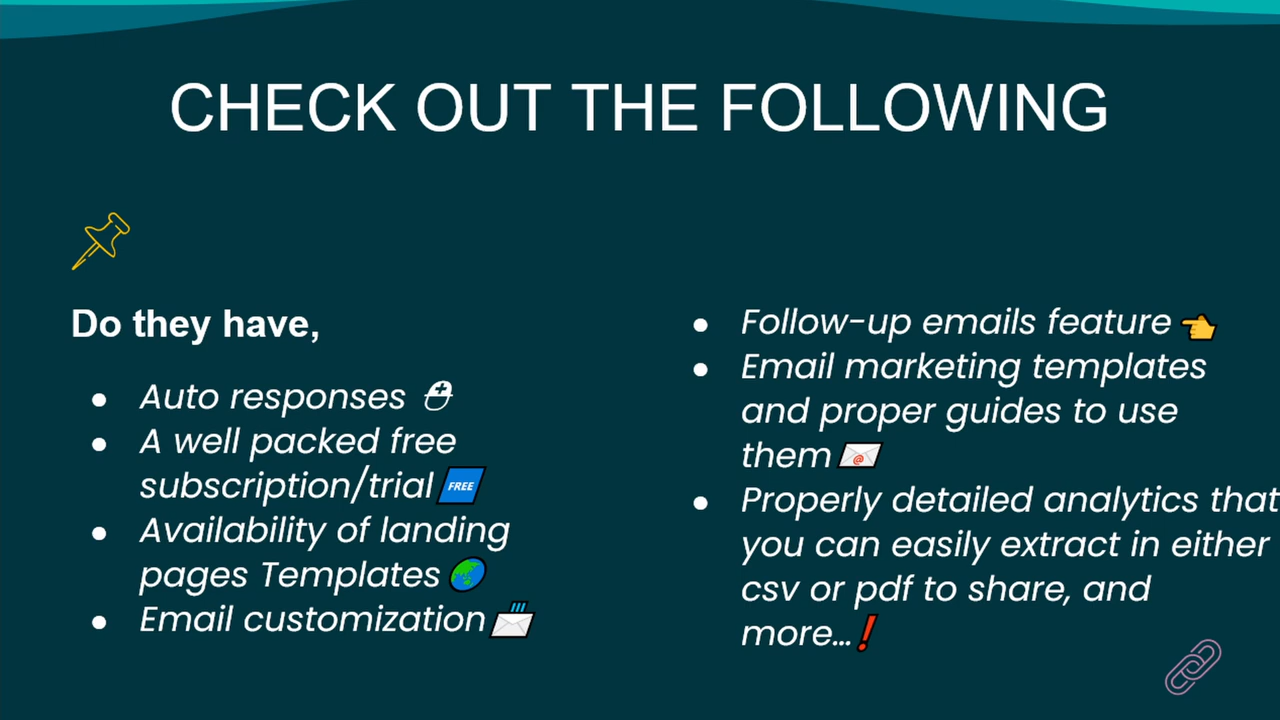 CHECK OUT THE FOLLOWING
Do they have,
● Auto responses ⛑
● A well packed free
subscription/trial 🆓
● Availability of landing
pages Templates 🌏
● Email customization 📨
● Follow-up emails feature 👈
● Email marketing templates
and proper guides to use
them 📧
● Properly detailed analytics that
you can easily extract in either
csv or pdf to share, and
more...❗